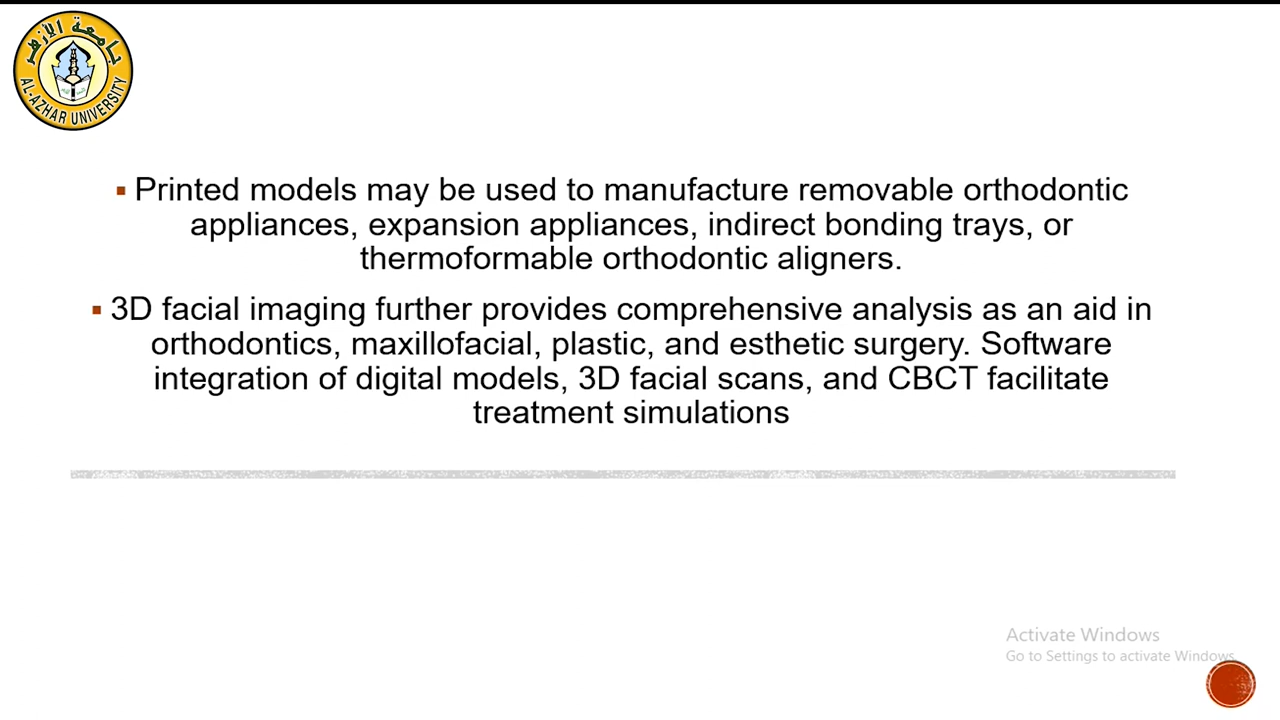 جامعة الأزهر
AL-AZHAR UNIVERSITY
▪ Printed models may be used to manufacture removable orthodontic
appliances, expansion appliances, indirect bonding trays, or
thermoformable orthodontic aligners.
▪ 3D facial imaging further provides comprehensive analysis as an aid in
orthodontics, maxillofacial, plastic, and esthetic surgery. Software
integration of digital models, 3D facial scans, and CBCT facilitate
treatment simulations
Activate Windows
Go to Settings to activate Windows.